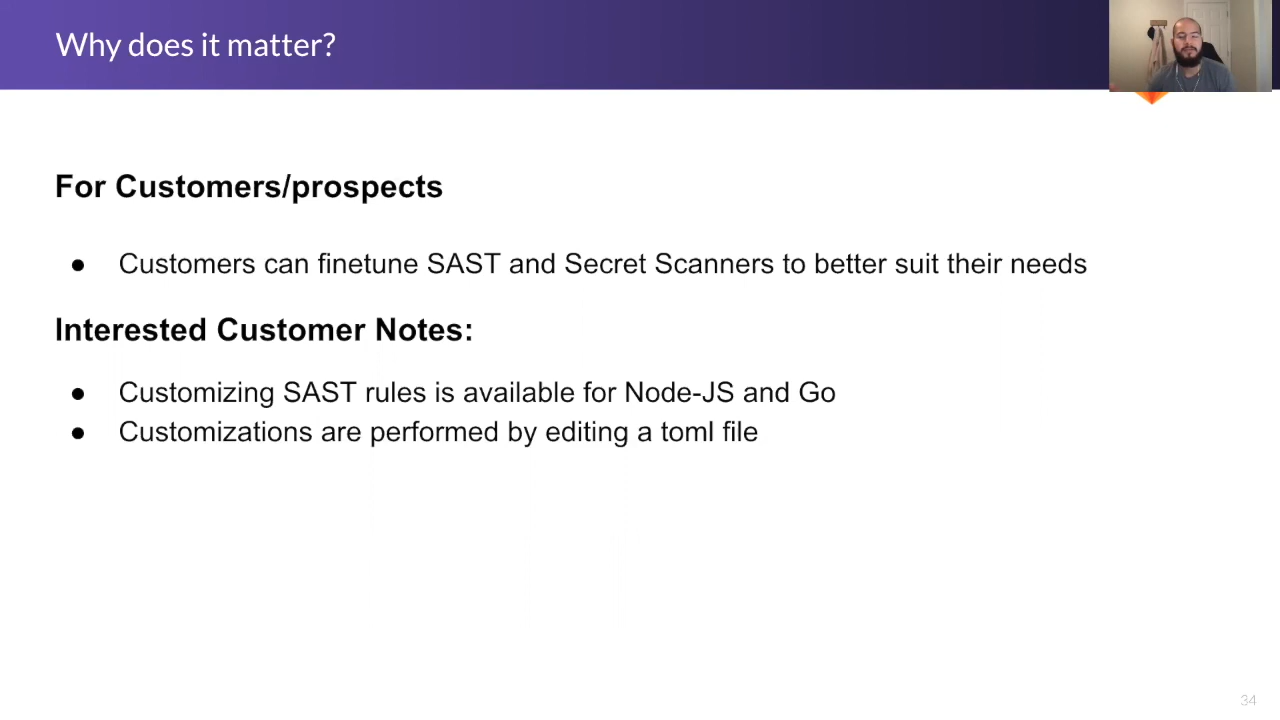 Why does it matter?
For Customers/prospects
● Customers can finetune SAST and Secret Scanners to better suit their needs
Interested Customer Notes:
● Customizing SAST rules is available for Node-JS and Go
● Customizations are performed by editing a toml file
34